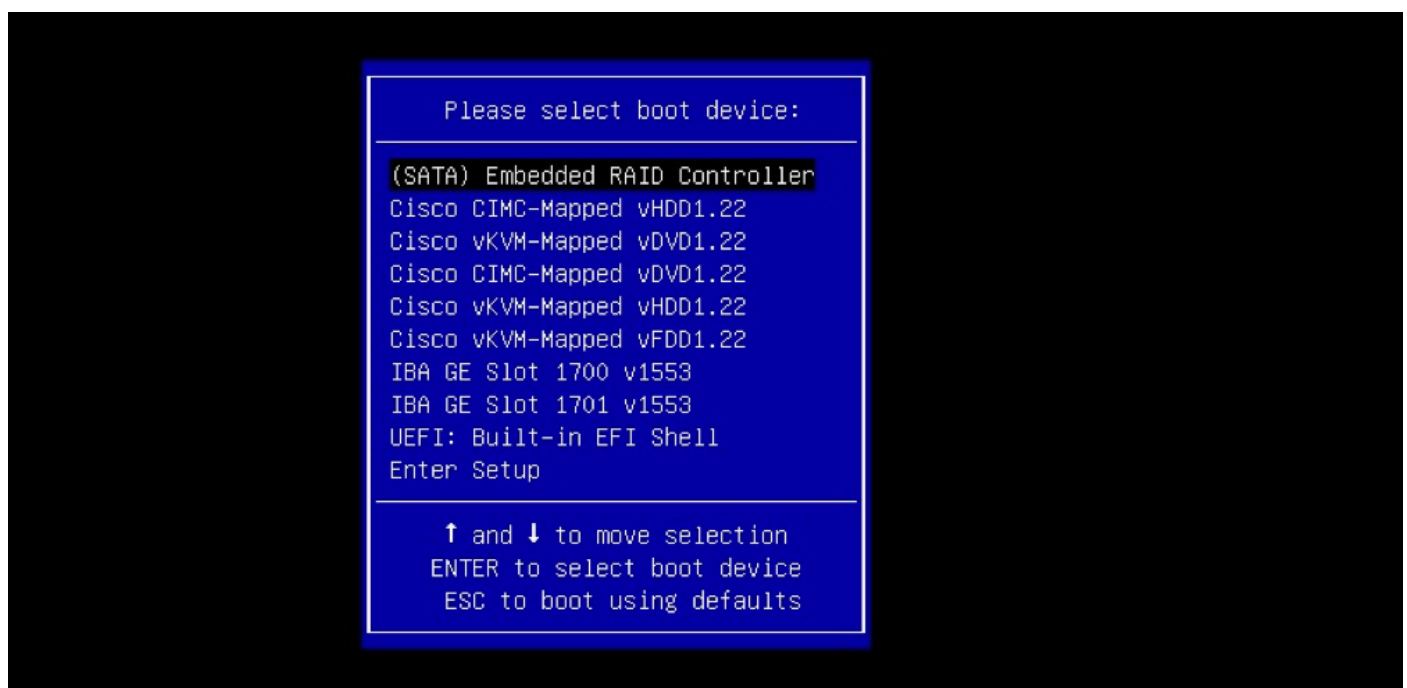 Please select boot device:
(SATA) Embedded RAID Controller
Cisco CIMC-Mapped vHDD1.22
Cisco vKVM-Mapped vDVD1.22
Cisco CIMC-Mapped vDVD1.22
Cisco vKVM-Mapped vHDD1.22
Cisco vKVM-Mapped vFDD1.22
IBA GE Slot 1700 v1553
IBA GE Slot 1701 v1553
UEFI: Built-in EFI Shell
Enter Setup
↑ and ↓ to move selection
ENTER to select boot device
ESC to boot using defaults